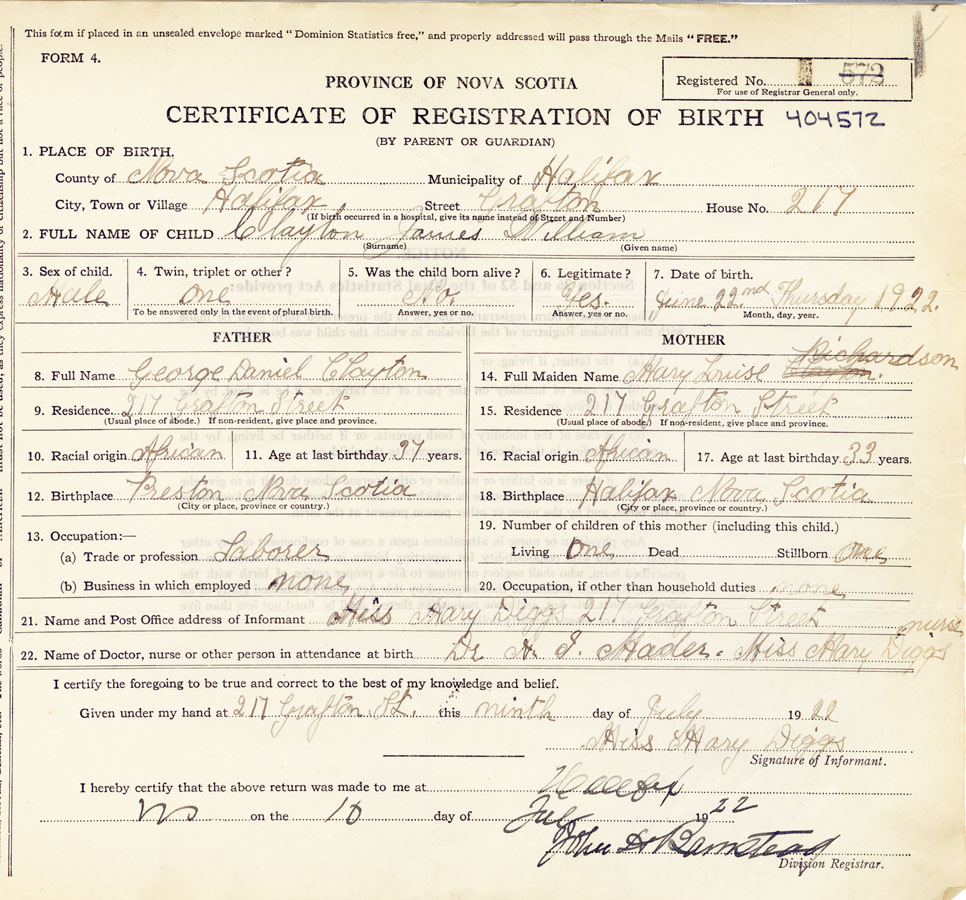 This form if placed in an unsealed envelope marked "Dominion Statistics free," and properly addressed will pass through the Mails "FREE."
FORM 4.
Registered No. 572
For use of Registrar General only.
PROVINCE OF NOVA SCOTIA
CERTIFICATE OF REGISTRATION OF BIRTH 404572
(BY PARENT OR GUARDIAN)
1. PLACE OF BIRTH.
County of Nova Scotia Municipality of Halifax
City, Town or Village Halifax Street Grafton House No. 217
(If birth occurred in a hospital, give its name instead of Street and Number)
2. FULL NAME OF CHILD Clayton James William
(Surname) (Given name)
3. Sex of child. 4. Twin, triplet or other? 5. Was the child born alive? 6. Legitimate? 7. Date of birth.
Male one No. Yes. June 22nd Thursday 1922.
To be answered only in the event of plural birth. Answer, yes or no. Answer, yes or no. Month, day, year.
FATHER MOTHER
Richardson
8. Full Name George Daniel Clayton 14. Full Maiden Name Mary Luise Clayton.
9. Residence. 217 Grafton Street 15. Residence 217 Grafton Street
(Usual place of abode.) If non-resident, give place and province. (Usual place of abode.) If non-resident, give place and province.
10. Racial origin African 11. Age at last birthday 37 years. 16. Racial origin African 17. Age at last birthday 33 years.
12. Birthplace Preston Nova Scotia 18. Birthplace Halifax Nova Scotia
(City or place, province or country.) (City or place, province or country.)
13. Occupation:— 19. Number of children of this mother (including this child.)
(a) Trade or profession Laborer Living One Dead Stillborn one
(b) Business in which employed none 20. Occupation, if other than household duties none
21. Name and Post Office address of Informant Miss Mary Diggs 217 Grafton Street nurse
22. Name of Doctor, nurse or other person in attendance at birth Dr A. I. Mader. Miss Mary Diggs
I certify the foregoing to be true and correct to the best of my knowledge and belief.
Given under my hand at 217 Grafton St. this ninth day of July 1922
Miss Mary Diggs
Signature of Informant.
I hereby certify that the above return was made to me at Halifax
NS on the 10 day of July 1922
John A Barnstead
Division Registrar.